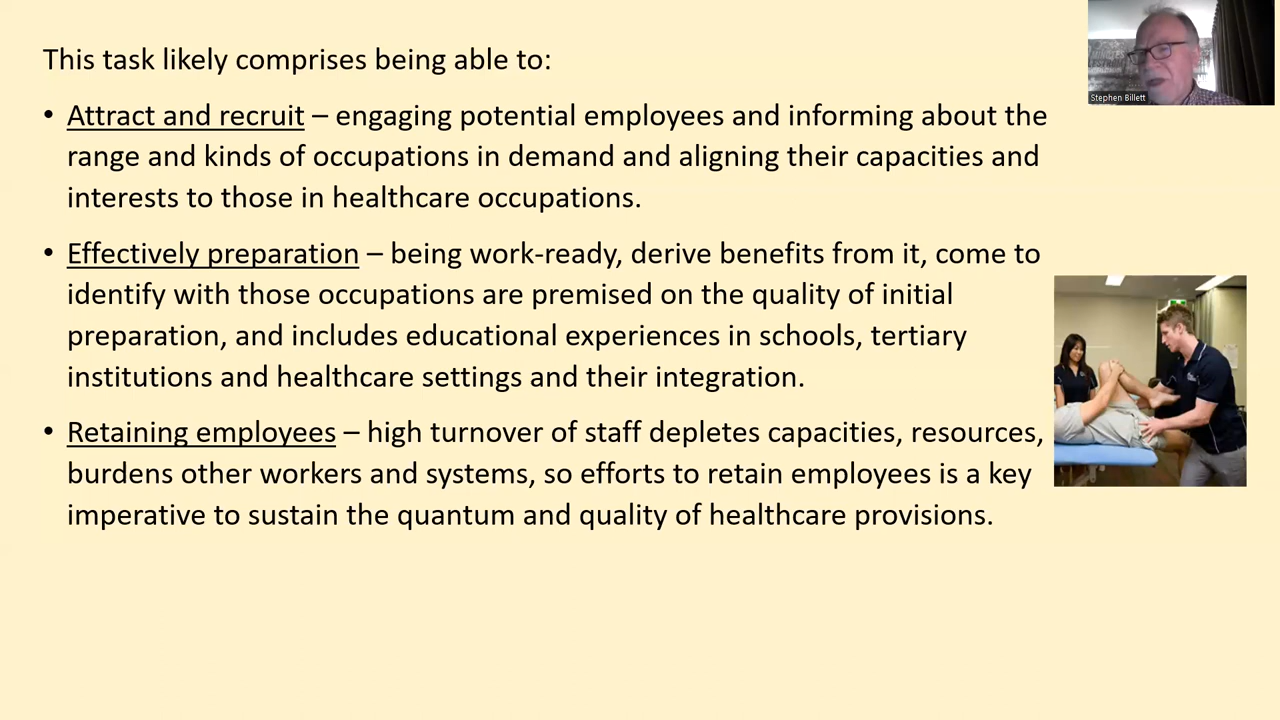 This task likely comprises being able to:
• Attract and recruit – engaging potential employees and informing about the
range and kinds of occupations in demand and aligning their capacities and
interests to those in healthcare occupations.
• Effectively preparation – being work-ready, derive benefits from it, come to
identify with those occupations are premised on the quality of initial
preparation, and includes educational experiences in schools, tertiary
institutions and healthcare settings and their integration.
• Retaining employees – high turnover of staff depletes capacities, resources,
burdens other workers and systems, so efforts to retain employees is a key
imperative to sustain the quantum and quality of healthcare provisions.
Stephen Billett